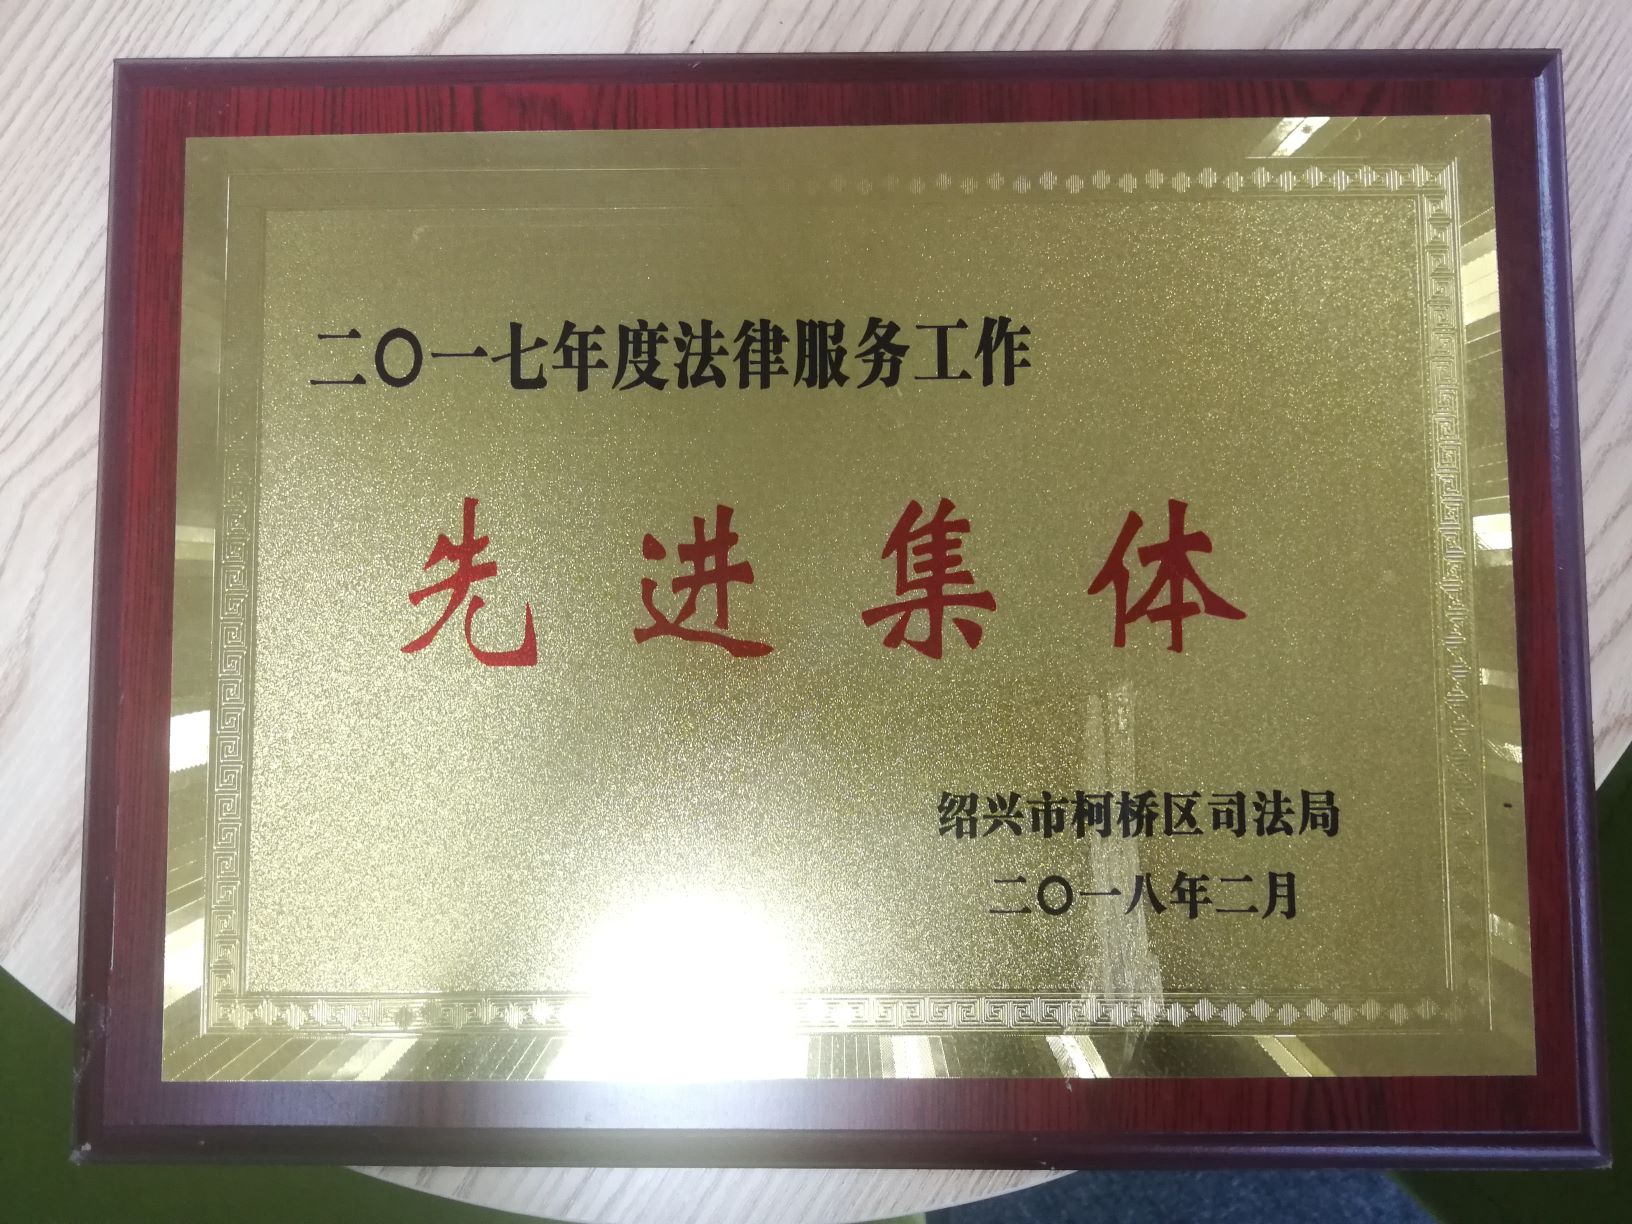 二〇一七年度法律服务工作
先进集体
绍兴市柯桥区司法局
二〇一八年二月